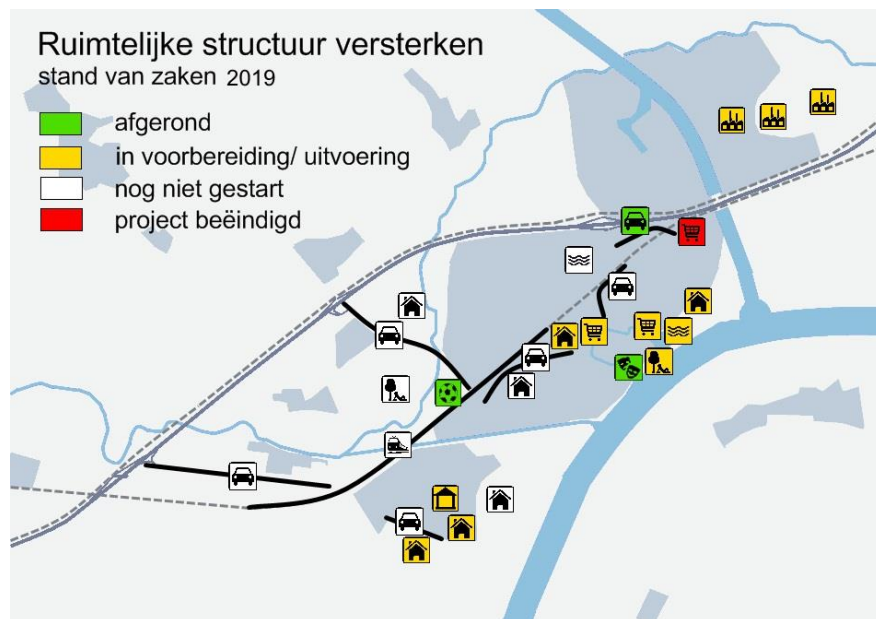 Ruimtelijke structuur versterken
stand van zaken 2019
afgerond
in voorbereiding/ uitvoering
nog niet gestart
project beëindigd